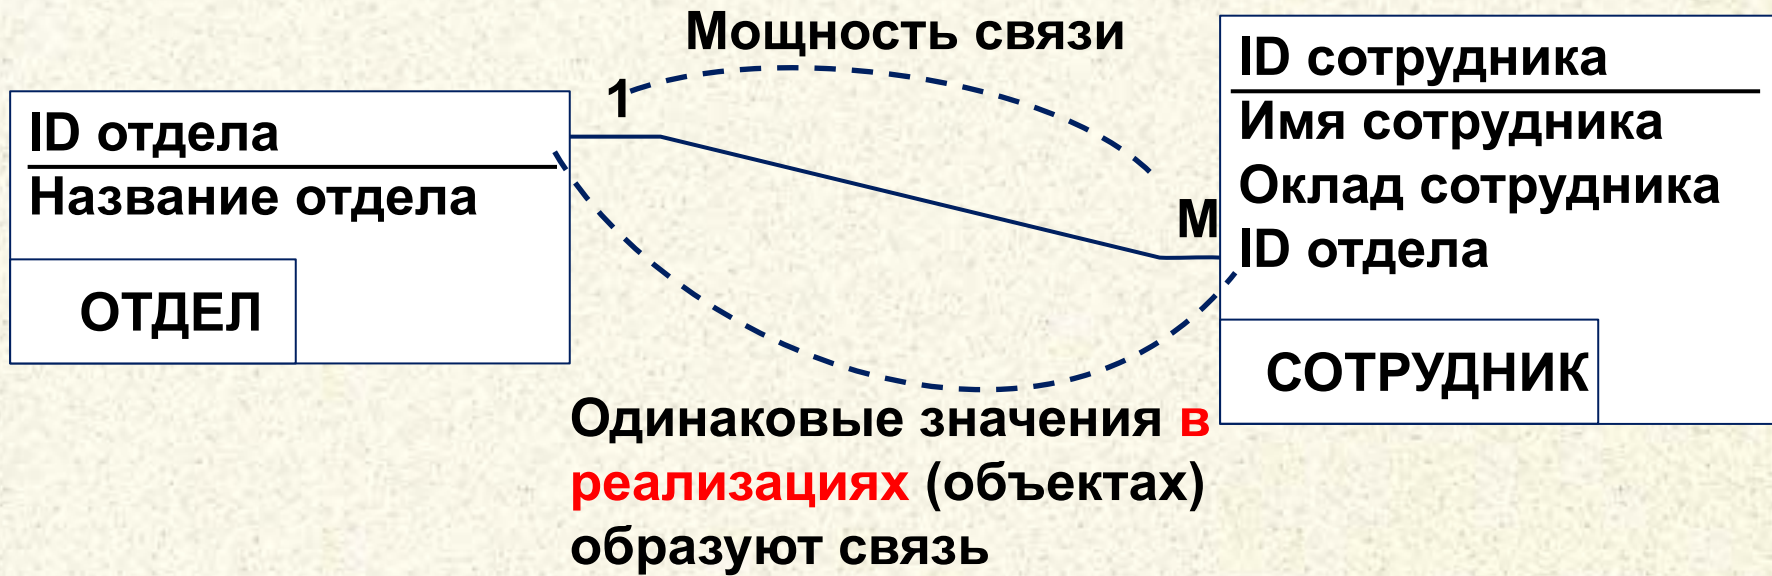 Мощность связи
1
ID отдела
Название отдела
ОТДЕЛ
М
ID сотрудника
Имя сотрудника
Оклад сотрудника
ID отдела
СОТРУДНИК
Одинаковые значения в
реализациях (объектах)
образуют связь